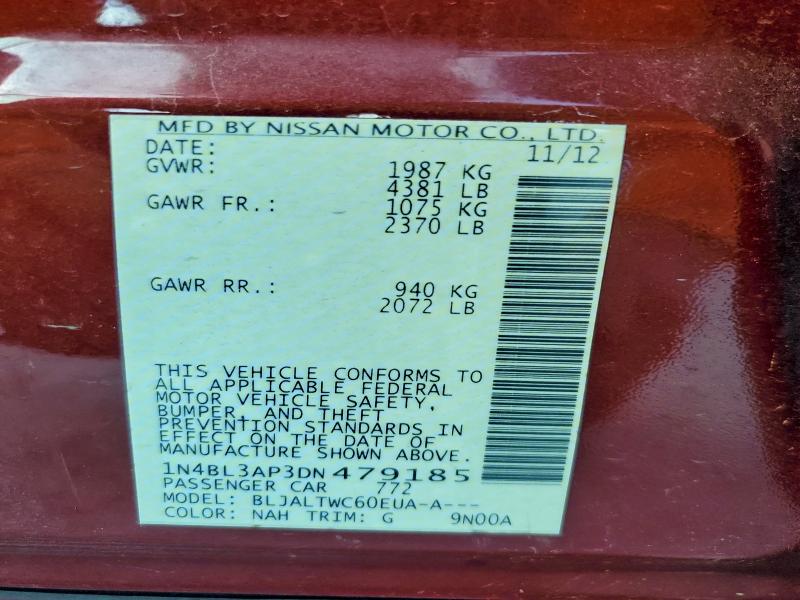 MFD BY NISSAN MOTOR CO., LTD.
DATE: 11/12
GVWR: 1987 KG
4381 LB
GAWR FR.: 1075 KG
2370 LB
GAWR RR.: 940 KG
2072 LB
THIS VEHICLE CONFORMS TO
ALL APPLICABLE FEDERAL
MOTOR VEHICLE SAFETY,
BUMPER, AND THEFT
PREVENTION STANDARDS IN
EFFECT ON THE DATE OF
MANUFACTURE SHOWN ABOVE.
1N4BL3AP3DN479185
PASSENGER CAR 772
MODEL: BLJALTWC60EUA-A---
COLOR: NAH TRIM: G 9N00A